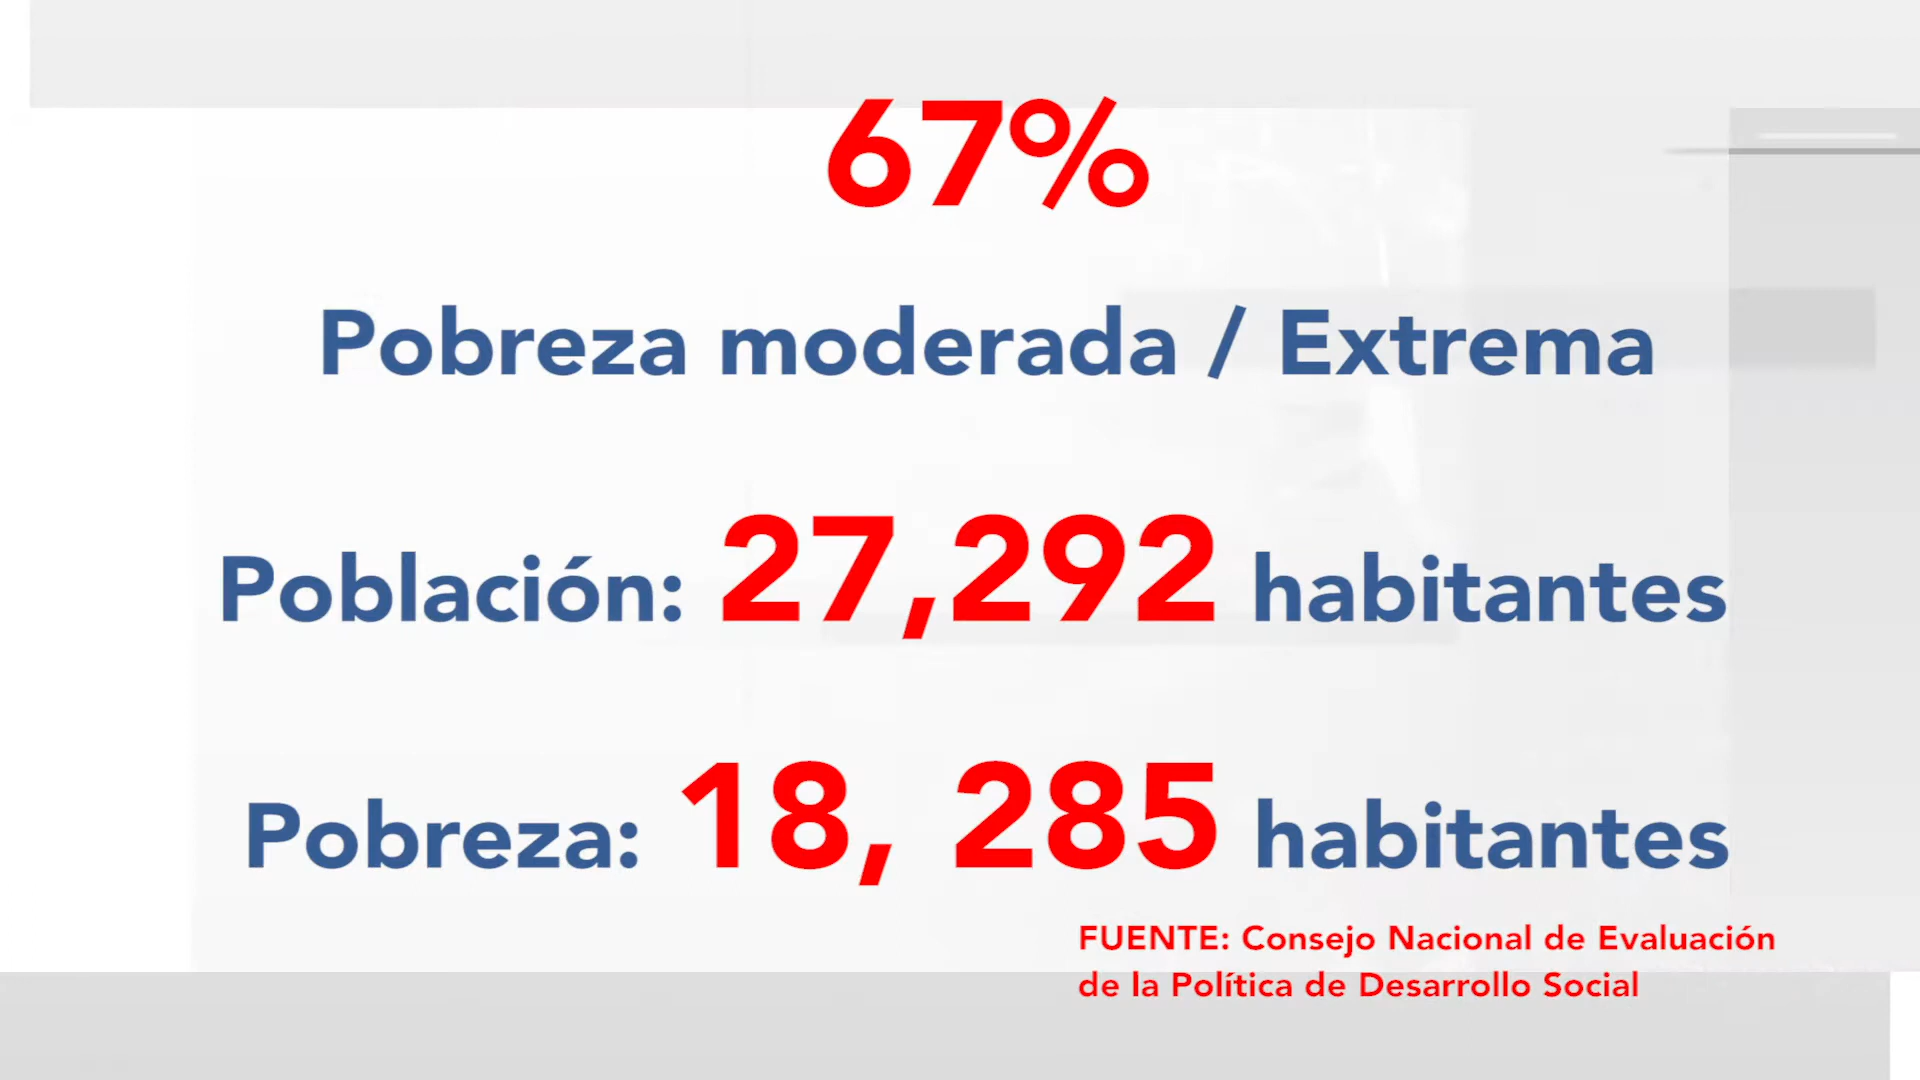 67%
Pobreza moderada / Extrema
Población: 27,292 habitantes
Pobreza: 18, 285 habitantes
FUENTE: Consejo Nacional de Evaluación
de la Política de Desarrollo Social